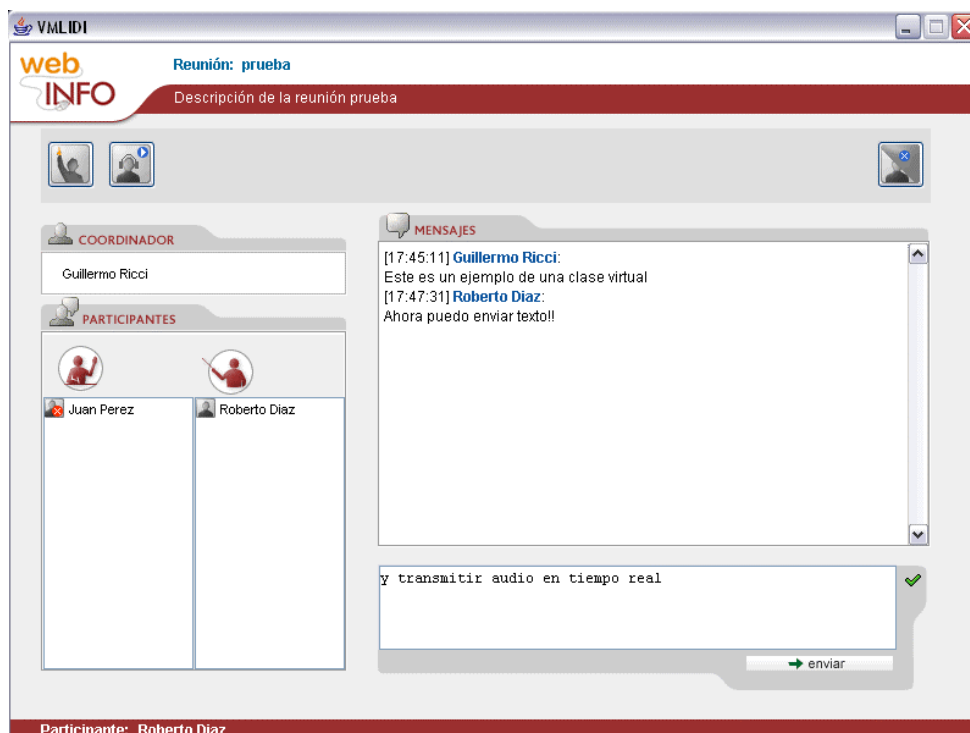 VMLIDI
web
INFO
Reunión: prueba
Descripción de la reunión prueba
COORDINADOR
Guillermo Ricci
PARTICIPANTES
Juan Perez
Roberto Diaz
MENSAJES
[17:45:11] Guillermo Ricci:
Este es un ejemplo de una clase virtual
[17:47:31] Roberto Diaz:
Ahora puedo enviar texto!!
y transmitir audio en tiempo real
enviar
Participante: Roberto Diaz